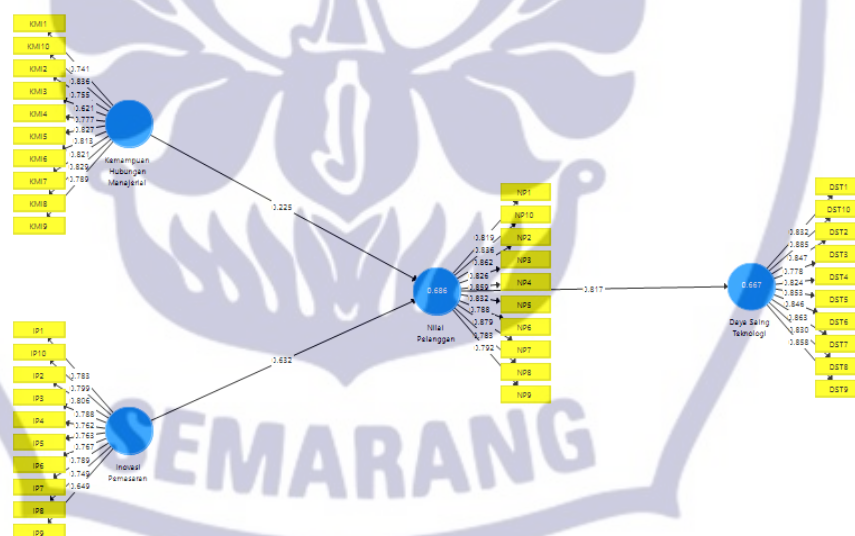 KMI1
KMI10
KMI2
KMI3
KMI4
KMI5
KMI6
KMI7
KMI8
KMI9
0.741
0.836
0.755
0.621
0.777
0.827
0.813
0.821
0.829
0.789
Kemampuan
Hubungan
Manajerial
0.225
IP1
IP10
IP2
IP3
IP4
IP5
IP6
IP7
IP8
IP9
0.783
0.799
0.806
0.788
0.762
0.763
0.767
0.789
0.749
0.649
Inovasi
Pemasaran
0.632
NP1
NP10
NP2
NP3
NP4
NP5
NP6
NP7
NP8
NP9
0.819
0.836
0.862
0.826
0.859
0.832
0.788
0.879
0.785
0.792
0.686
Nilai
Pelanggan
0.817
DST1
DST10
DST2
DST3
DST4
DST5
DST6
DST7
DST8
DST9
0.832
0.885
0.847
0.778
0.824
0.853
0.846
0.863
0.830
0.858
0.667
Daya Saing
Teknologi
SEMARANG